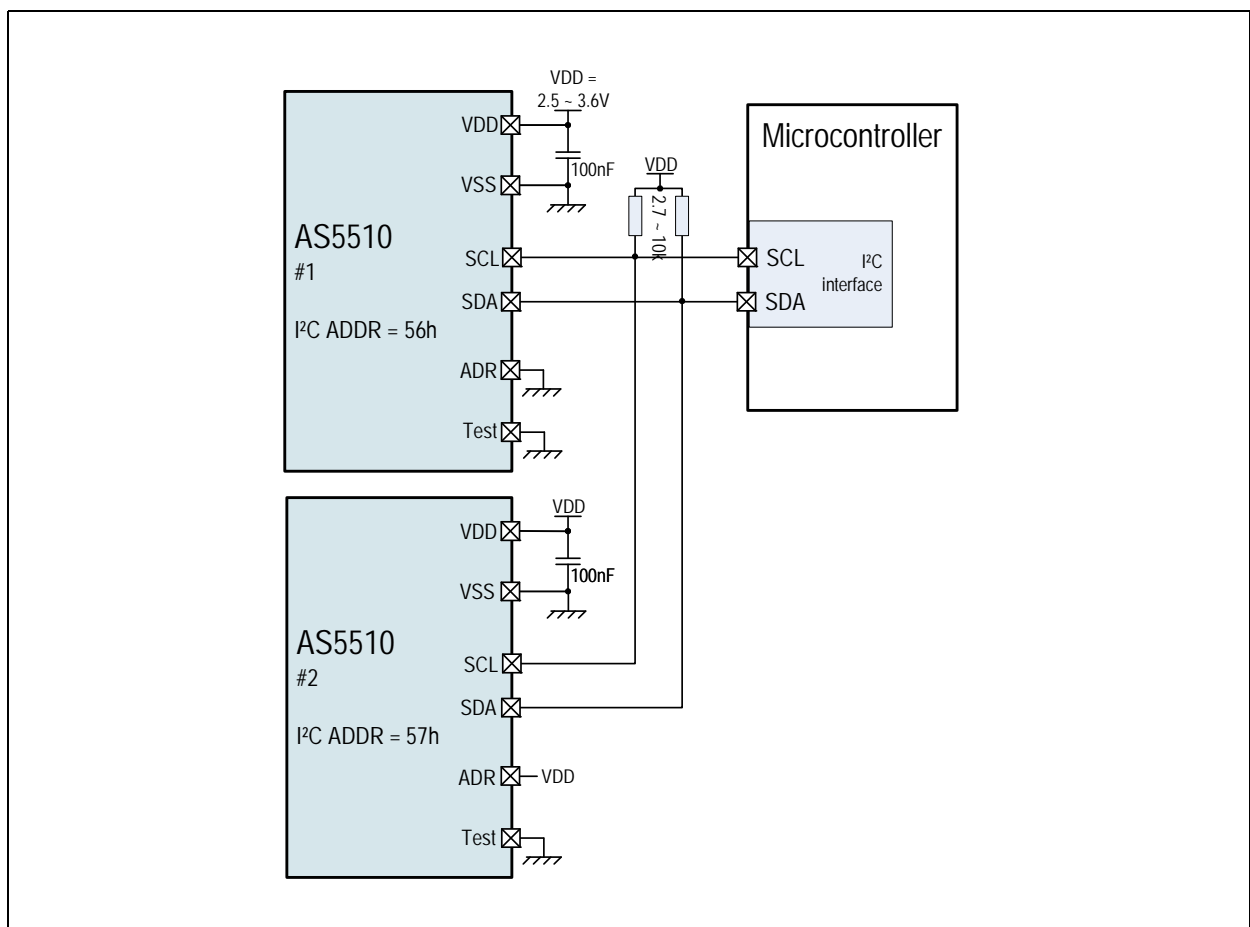 VDD =
2.5 ~ 3.6V
VDD
100nF
VSS
AS5510
#1
SCL
SDA
I²C ADDR = 56h
ADR
Test
VDD
2.7 ~ 10k
Microcontroller
SCL
I²C
interface
SDA
VDD
VDD
100nF
VSS
AS5510
#2
SCL
SDA
I²C ADDR = 57h
ADR
VDD
Test